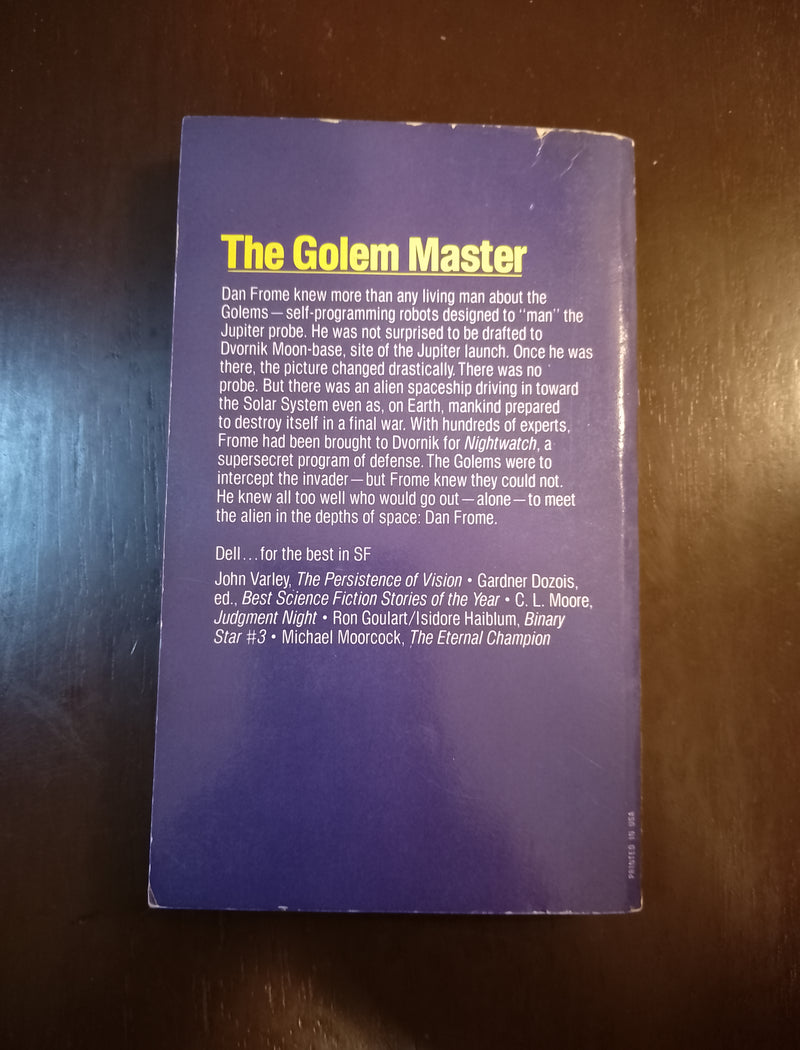 The Golem Master
Dan Frome knew more than any living man about the
Golems—self-programming robots designed to "man" the
Jupiter probe. He was not surprised to be drafted to
Dvornik Moon-base, site of the Jupiter launch. Once he was
there, the picture changed drastically. There was no
probe. But there was an alien spaceship driving in toward
the Solar System even as, on Earth, mankind prepared
to destroy itself in a final war. With hundreds of experts,
Frome had been brought to Dvornik for Nightwatch, a
supersecret program of defense. The Golems were to
intercept the invader—but Frome knew they could not.
He knew all too well who would go out—alone—to meet
the alien in the depths of space: Dan Frome.
Dell...for the best in SF
John Varley, The Persistence of Vision • Gardner Dozois,
ed., Best Science Fiction Stories of the Year • C. L. Moore,
Judgment Night • Ron Goulart/Isidore Haiblum, Binary
Star #3 • Michael Moorcock, The Eternal Champion
PRINTED IN USA